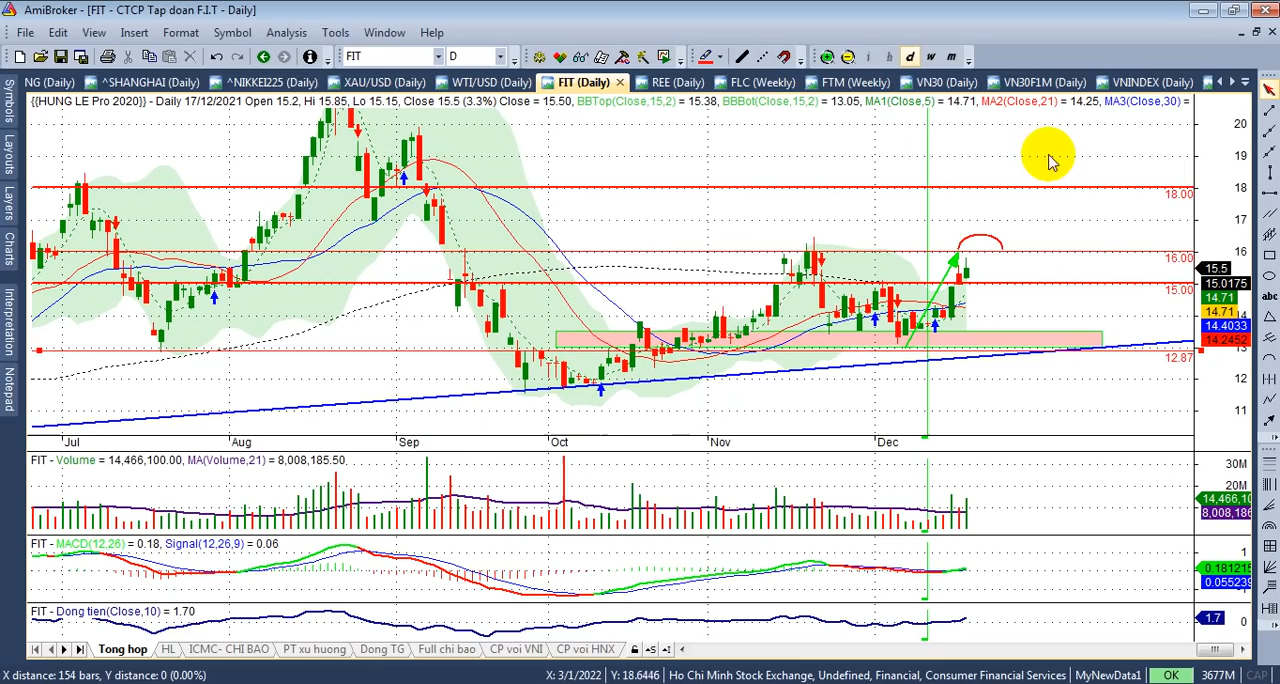 AmiBroker - [FIT - CTCP Tap doan F.I.T - Daily]
File Edit View Insert Format Symbol Analysis Tools Window Help
FIT D i h d w m
NG (Daily) ^SHANGHAI (Daily) ^NIKKEI225 (Daily) XAU/USD (Daily) WTI/USD (Daily) FIT (Daily) REE (Daily) FLC (Weekly) FTM (Weekly) VN30 (Daily) VN30F1M (Daily) VNINDEX (Daily)
{{HUNG LE Pro 2020}} - Daily 17/12/2021 Open 15.2, Hi 15.85, Lo 15.15, Close 15.5 (3.3%) Close = 15.50, BBTop(Close,15,2) = 15.38, BBBot(Close,15,2) = 13.05, MA1(Close,5) = 14.71, MA2(Close,21) = 14.25, MA3(Close,30) =
Symbols
Layouts
Layers
Charts
Interpretation
Notepad
abc
20
19
18
18.00
17
16
16.00
15.5
15.0175
15.00
14.71
14
14.71
14.4033
14.2452
13
12.87
12
11
Jul Aug Sep Oct Nov Dec
FIT - Volume = 14,466,100.00, MA(Volume,21) = 8,008,185.50
30M
20M
14,466,10
8,008,186
FIT - MACD(12,26) = 0.18, Signal(12,26,9) = 0.06
1
0.181215
0.055239
FIT - Dong tien(Close,10) = 1.70
1.7
0
Tong hop HL ICMC- CHI BAO PT xu huong Dong TG Full chi bao CP voi VNI CP voi HNX
X distance: 154 bars, Y distance: 0 (0.00%) X: 3/1/2022 Y: 18.6446 Ho Chi Minh Stock Exchange, Undefined, Financial, Consumer Financial Services MyNewData1 OK 3677M CAP